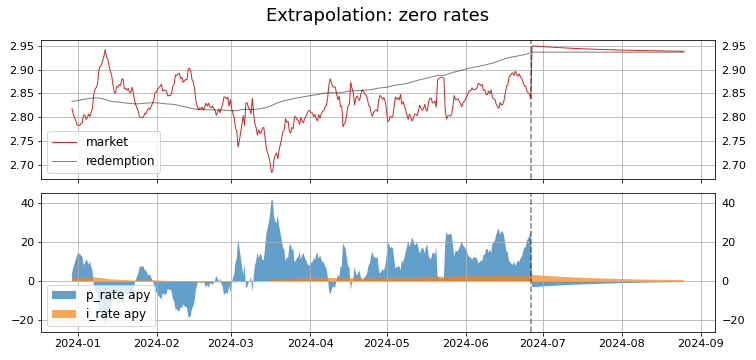 Extrapolation: zero rates
2.95 2.95
2.90 2.90
2.85 2.85
2.80 2.80
2.75 2.75
2.70 2.70
market
redemption
40 40
20 20
0 0
−20 −20
p_rate apy
i_rate apy
2024-01 2024-02 2024-03 2024-04 2024-05 2024-06 2024-07 2024-08 2024-09